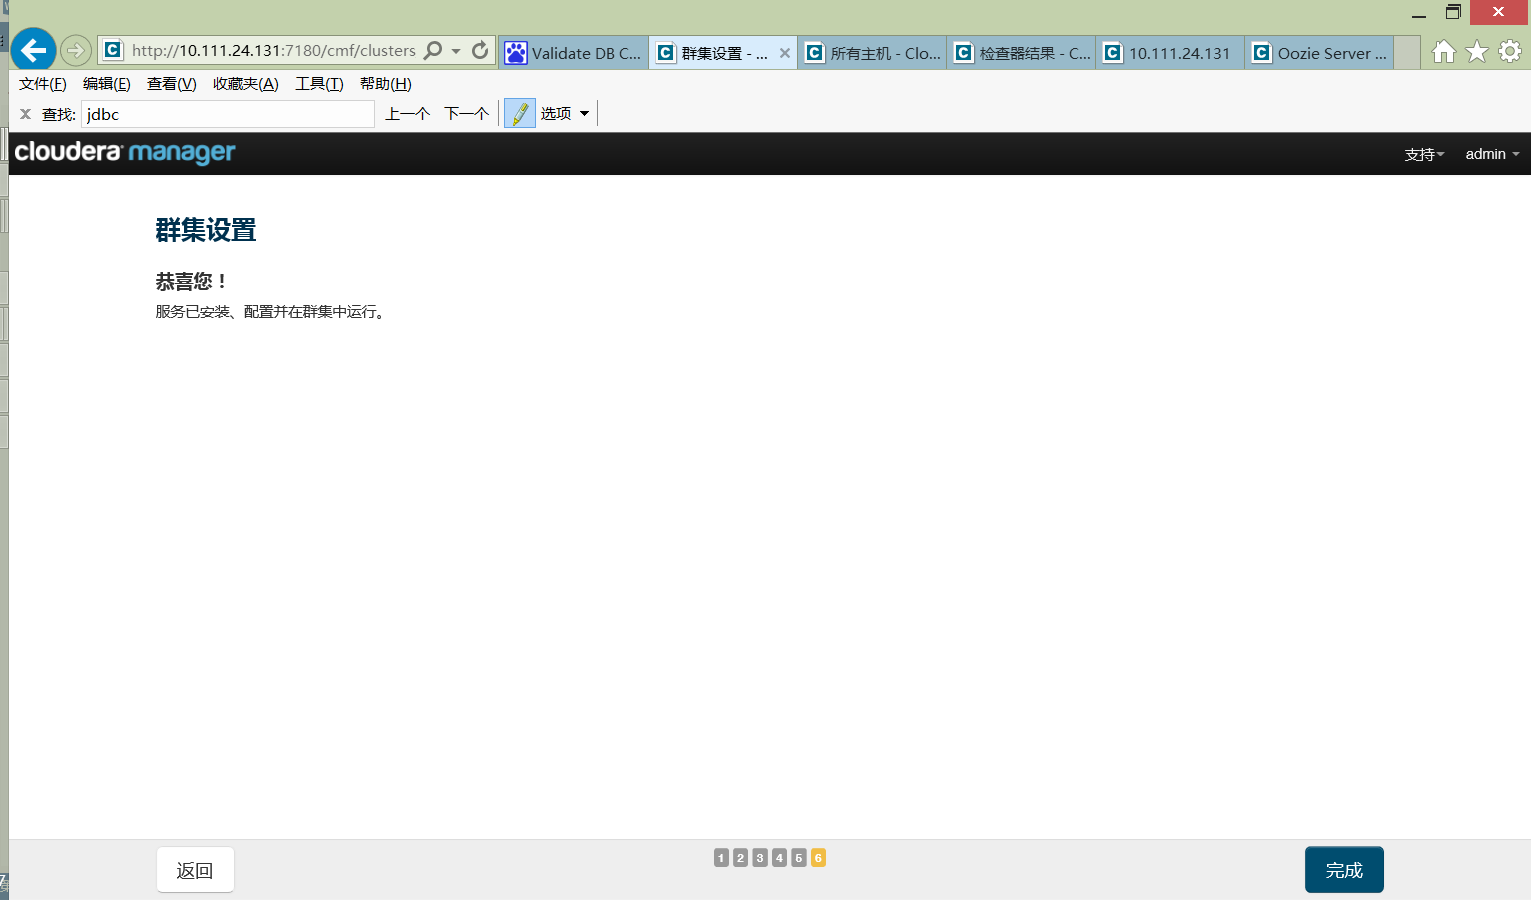 http://10.111.24.131:7180/cmf/clusters
Validate DB C...
群集设置 - ...
所有主机 - Clo...
检查器结果 - C...
10.111.24.131
Oozie Server ...
文件(F) 编辑(E) 查看(V) 收藏夹(A) 工具(T) 帮助(H)
查找: jdbc 上一个 下一个 选项
cloudera manager
支持 admin
群集设置
恭喜您！
服务已安装、配置并在群集中运行。
返回
1 2 3 4 5 6
完成